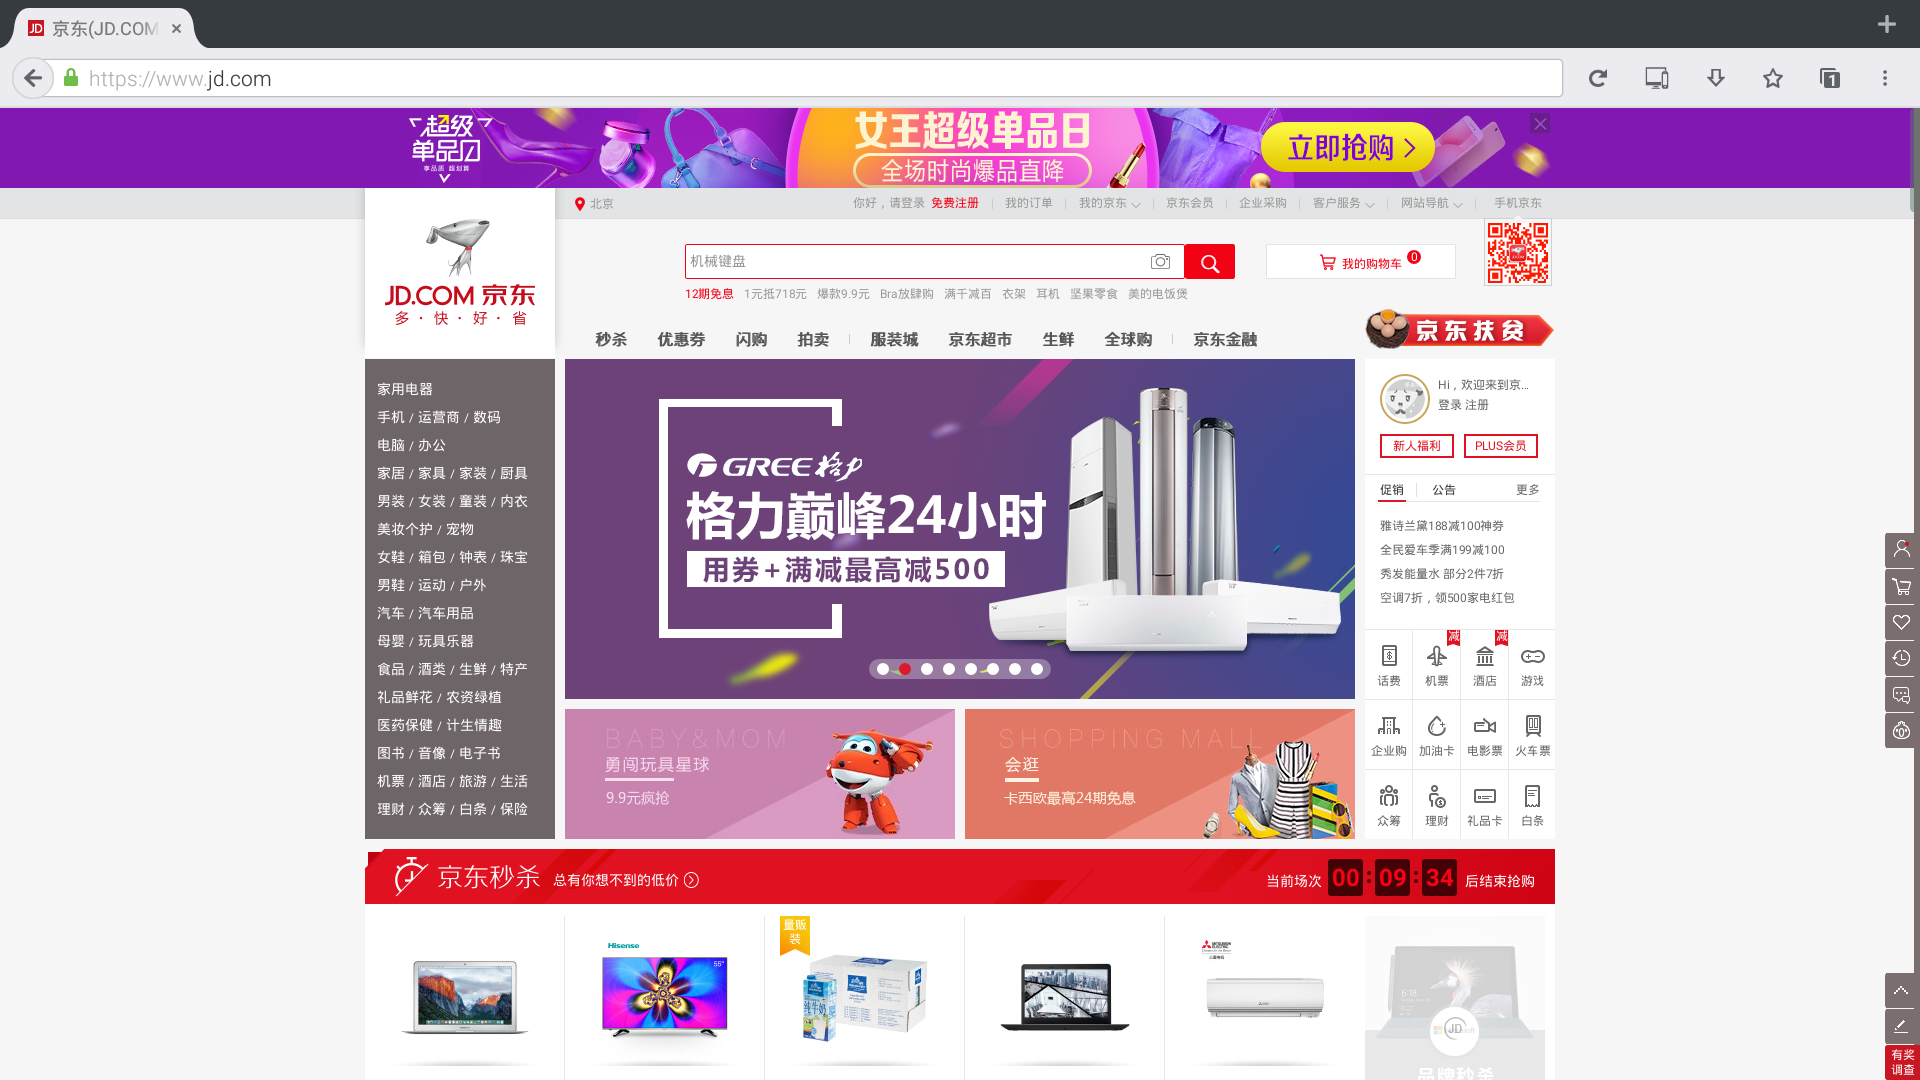 京东(JD.COM
https://www.jd.com
1
超级
单品日
享品质 超划算
女王超级单品日
全场时尚爆品直降
立即抢购
北京
你好，请登录 免费注册 我的订单 我的京东 京东会员 企业采购 客户服务 网站导航 手机京东
JD.COM 京东
多·快·好·省
机械键盘
我的购物车 0
12期免息 1元抵718元 爆款9.9元 Bra放肆购 满千减百 衣架 耳机 坚果零食 美的电饭煲
秒杀 优惠券 闪购 拍卖 服装城 京东超市 生鲜 全球购 京东金融
京东扶贫
家用电器
手机 / 运营商 / 数码
电脑 / 办公
家居 / 家具 / 家装 / 厨具
男装 / 女装 / 童装 / 内衣
美妆个护 / 宠物
女鞋 / 箱包 / 钟表 / 珠宝
男鞋 / 运动 / 户外
汽车 / 汽车用品
母婴 / 玩具乐器
食品 / 酒类 / 生鲜 / 特产
礼品鲜花 / 农资绿植
医药保健 / 计生情趣
图书 / 音像 / 电子书
机票 / 酒店 / 旅游 / 生活
理财 / 众筹 / 白条 / 保险
GREE 格力
格力巅峰24小时
用券+满减最高减500
BABY&MOM
勇闯玩具星球
9.9元疯抢
SHOPPING MALL
会逛
卡西欧最高24期免息
Hi，欢迎来到京...
登录 注册
新人福利 PLUS会员
促销 公告 更多
雅诗兰黛188减100神券
全民爱车季满199减100
秀发能量水 部分2件7折
空调7折，领500家电红包
减 减
话费 机票 酒店 游戏
企业购 加油卡 电影票 火车票
众筹 理财 礼品卡 白条
京东秒杀 总有你想不到的低价
当前场次 00:09:34 后结束抢购
Hisense
55"
量贩
装
纯牛奶
MITSUBISHI
ELECTRIC
三菱电机
6:18
JD
品牌秒杀
有奖
调查